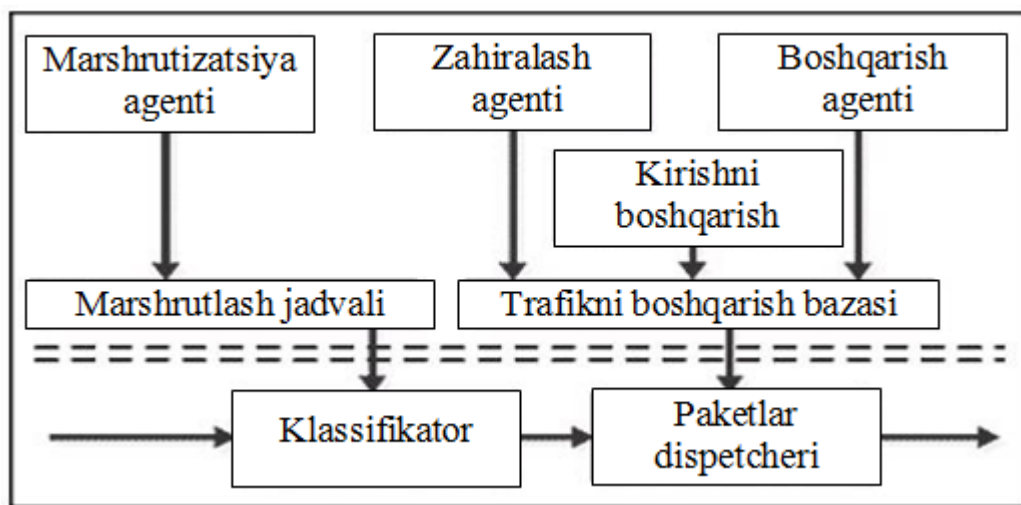 Marshrutizatsiya
agenti
Zahiralash
agenti
Boshqarish
agenti
Kirishni
boshqarish
Marshrutlash jadvali
Trafikni boshqarish bazasi
Klassifikator
Paketlar
dispetcheri